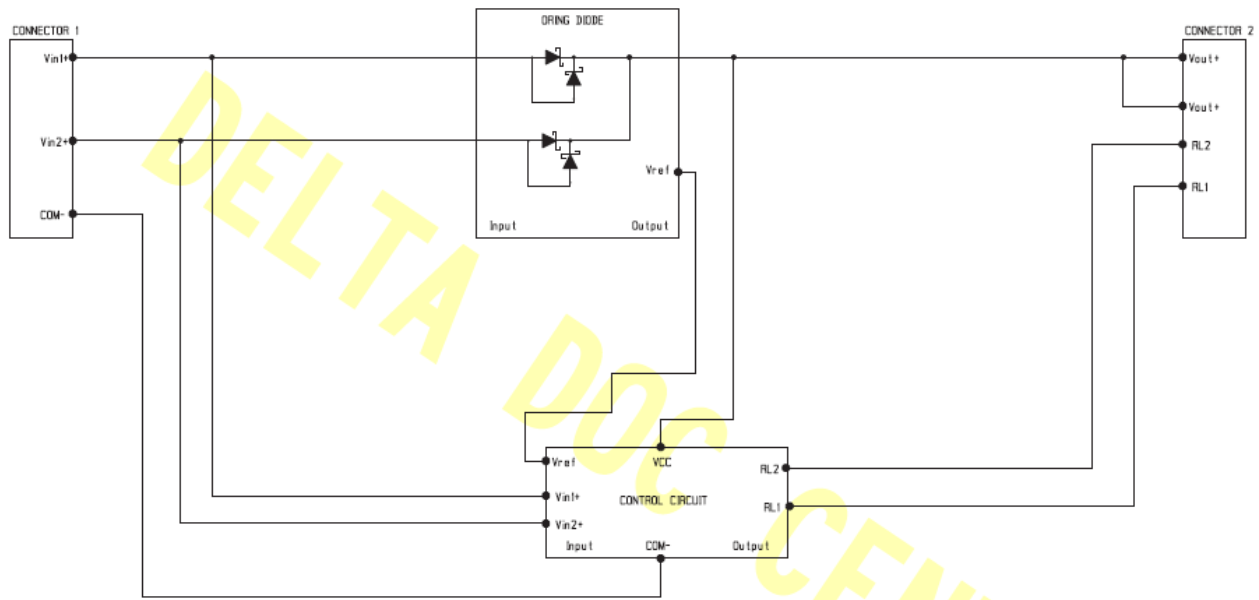 CONNECTOR 1
Vin1+
Vin2+
COM-
ORING DIODE
Vref
Input
Output
CONNECTOR 2
Vout+
Vout+
RL2
RL1
Vref
VCC
RL2
Vin1+
CONTROL CIRCUIT
RL1
Vin2+
Input
COM-
Output
DELTA DOC CEN